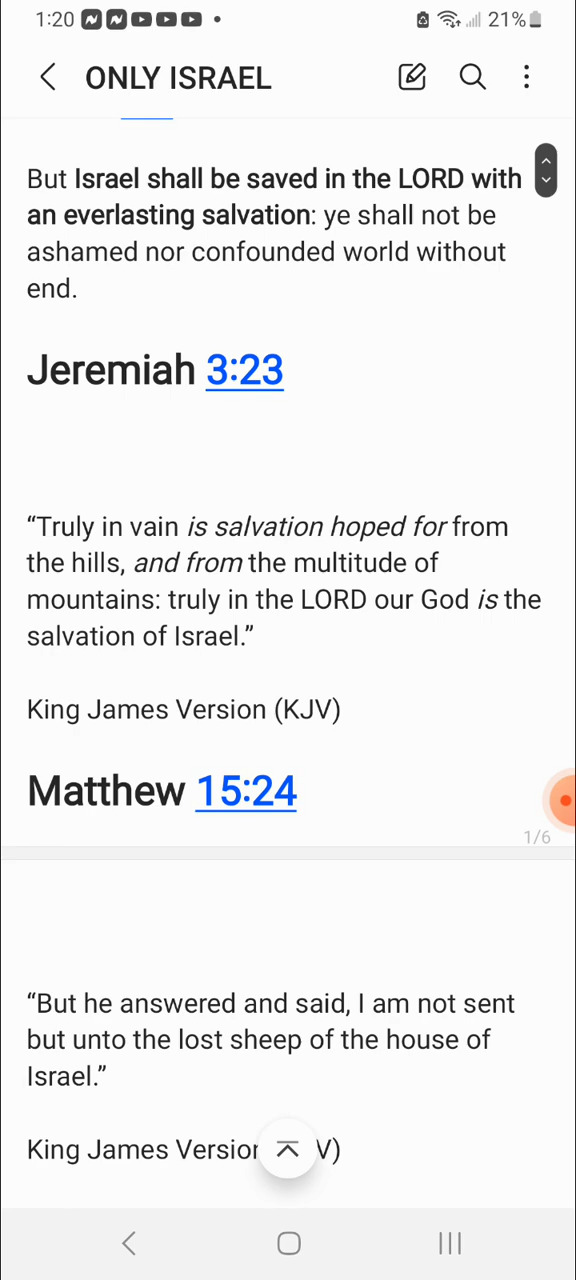 1:20
21%
ONLY ISRAEL
But Israel shall be saved in the LORD with
an everlasting salvation: ye shall not be
ashamed nor confounded world without
end.
Jeremiah 3:23
“Truly in vain is salvation hoped for from
the hills, and from the multitude of
mountains: truly in the LORD our God is the
salvation of Israel.”
King James Version (KJV)
Matthew 15:24
1/6
“But he answered and said, I am not sent
but unto the lost sheep of the house of
Israel.”
King James Version V)